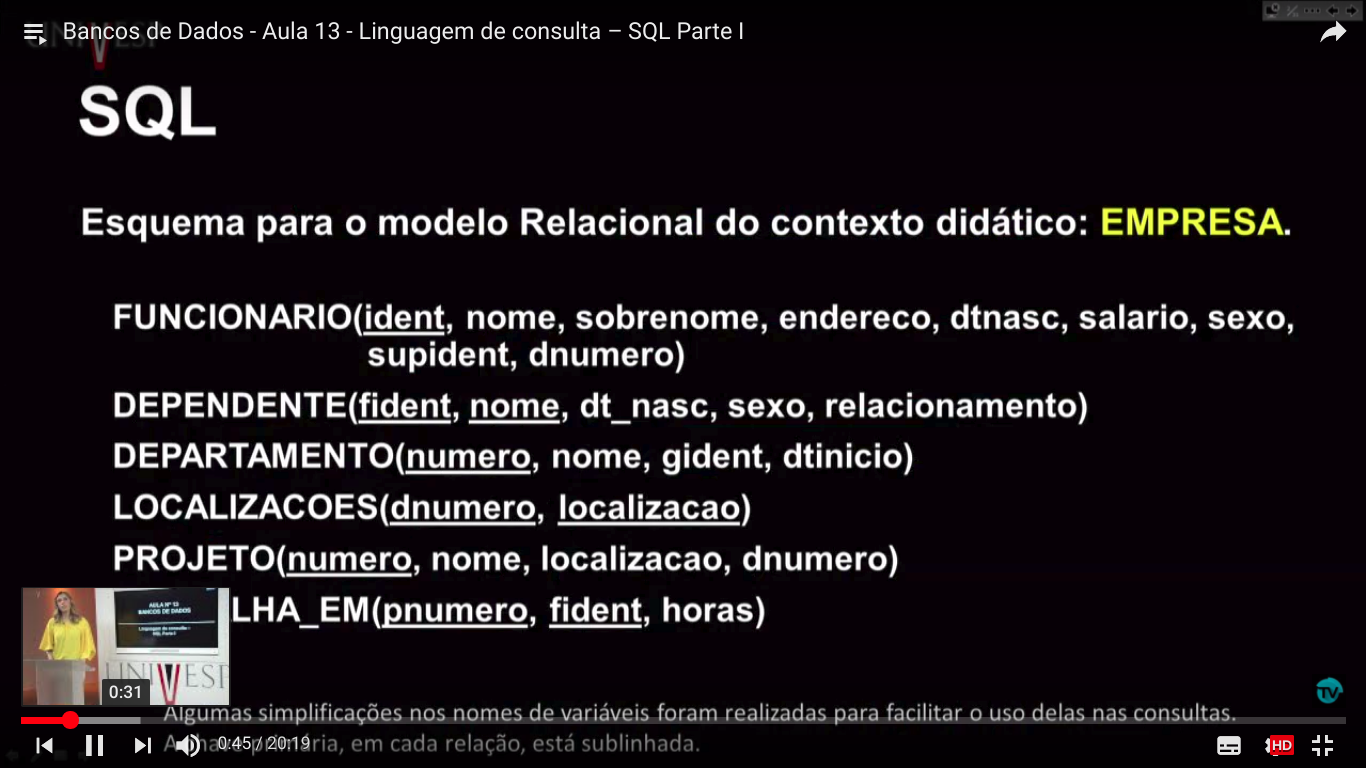 Bancos de Dados - Aula 13 - Linguagem de consulta – SQL Parte I
SQL
Esquema para o modelo Relacional do contexto didático: EMPRESA.
FUNCIONARIO(ident, nome, sobrenome, endereco, dtnasc, salario, sexo,
supident, dnumero)
DEPENDENTE(fident, nome, dt_nasc, sexo, relacionamento)
DEPARTAMENTO(numero, nome, gident, dtinicio)
LOCALIZACOES(dnumero, localizacao)
PROJETO(numero, nome, localizacao, dnumero)
LHA_EM(pnumero, fident, horas)
AULA Nº 13
BANCOS DE DADOS
Linguagem de consulta –
SQL Parte I
UNIVESP
0:31
TV
Algumas simplificações nos nomes de variáveis foram realizadas para facilitar o uso delas nas consultas.
em cada relação, está sublinhada.
0:45 / 20:19
HD